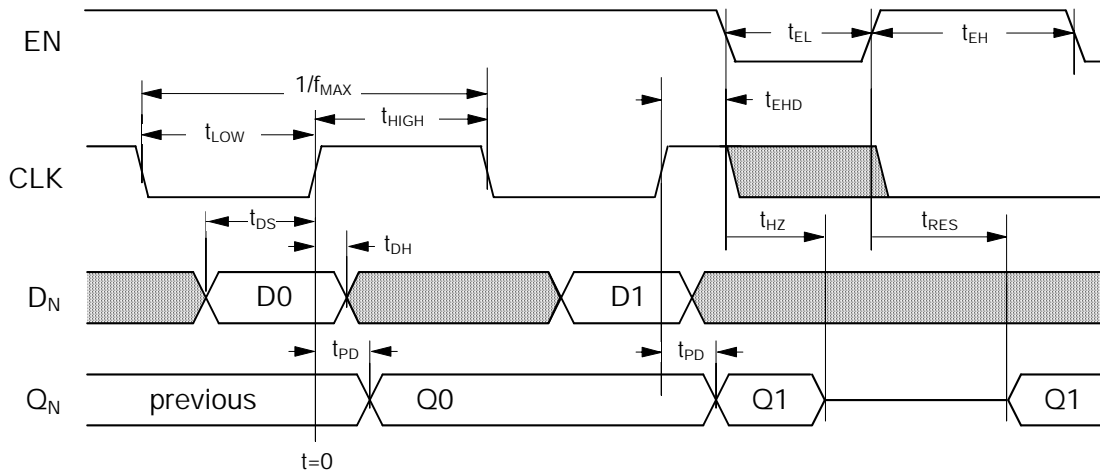 EN
t_EL
t_EH
1/f_MAX
t_EHD
t_LOW
t_HIGH
CLK
t_DS
t_HZ
t_RES
t_DH
D_N
D0
D1
t_PD
t_PD
Q_N
previous
Q0
Q1
Q1
t=0